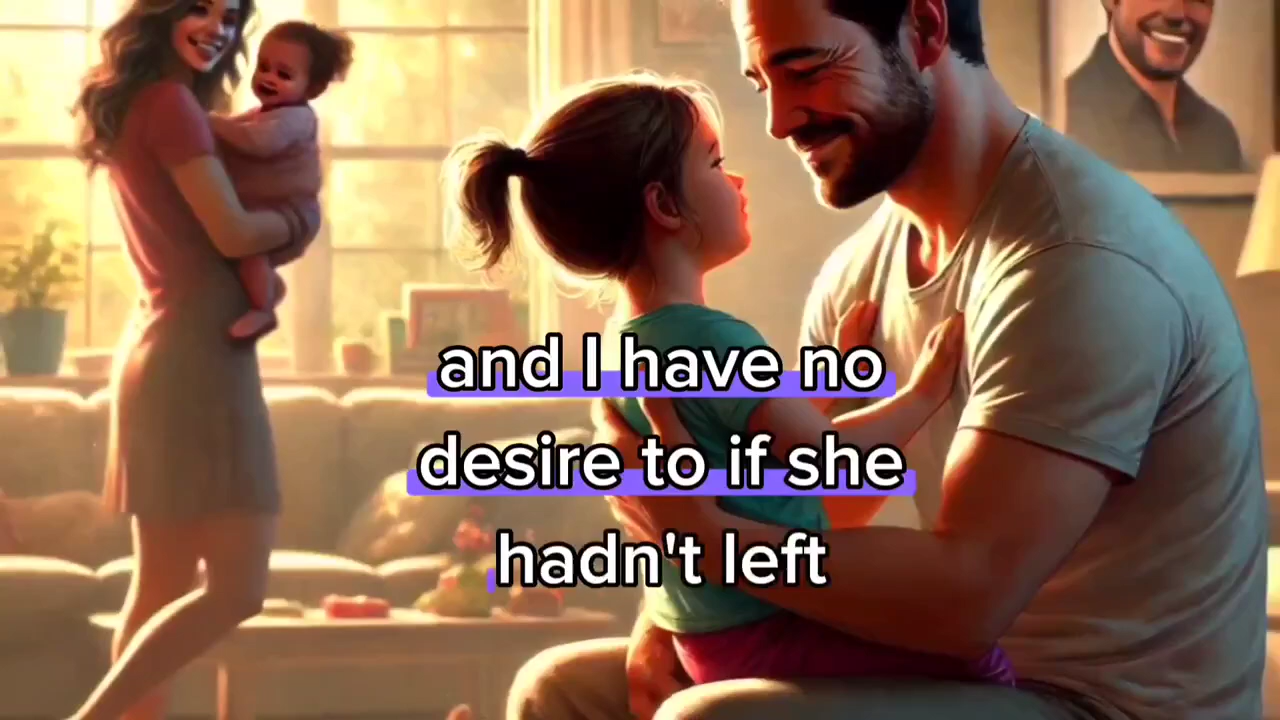 and I have no
desire to if she
hadn't left